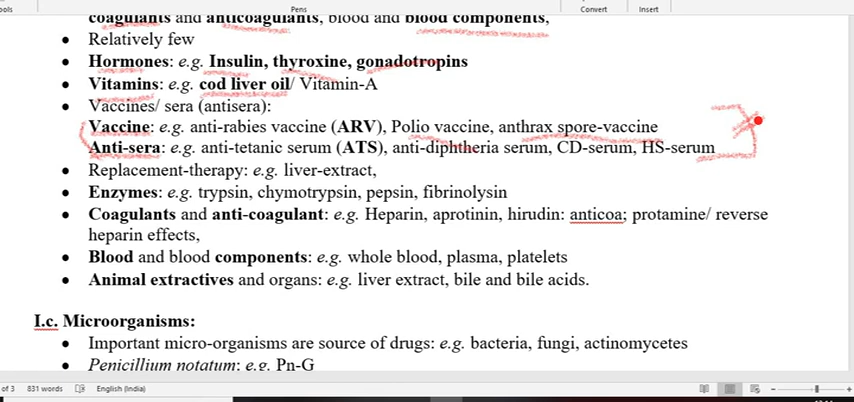 ols Pens Convert Insert
coagulants and anticoagulants, blood and blood components,
• Relatively few
• Hormones: e.g. Insulin, thyroxine, gonadotropins
• Vitamins: e.g. cod liver oil/ Vitamin-A
• Vaccines/ sera (antisera):
Vaccine: e.g. anti-rabies vaccine (ARV), Polio vaccine, anthrax spore-vaccine
Anti-sera: e.g. anti-tetanic serum (ATS), anti-diphtheria serum, CD-serum, HS-serum
• Replacement-therapy: e.g. liver-extract,
• Enzymes: e.g. trypsin, chymotrypsin, pepsin, fibrinolysin
• Coagulants and anti-coagulant: e.g. Heparin, aprotinin, hirudin: anticoa; protamine/ reverse
heparin effects,
• Blood and blood components: e.g. whole blood, plasma, platelets
• Animal extractives and organs: e.g. liver extract, bile and bile acids.
I.c. Microorganisms:
• Important micro-organisms are source of drugs: e.g. bacteria, fungi, actinomycetes
• Penicillium notatum: e.g. Pn-G
of 3 831 words English (India)